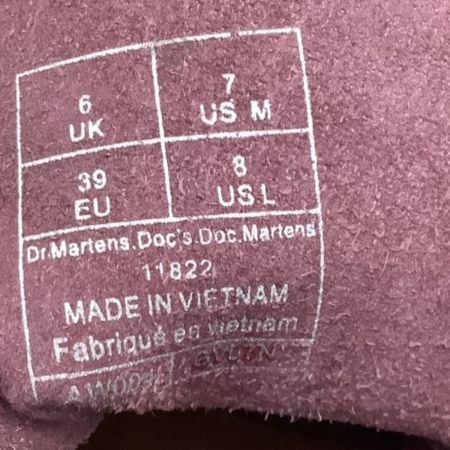 6 7
UK US M
39 8
EU US L
Dr.Martens.Doc's.Doc.Martens
11822
MADE IN VIETNAM
Fabriqué en vietnam